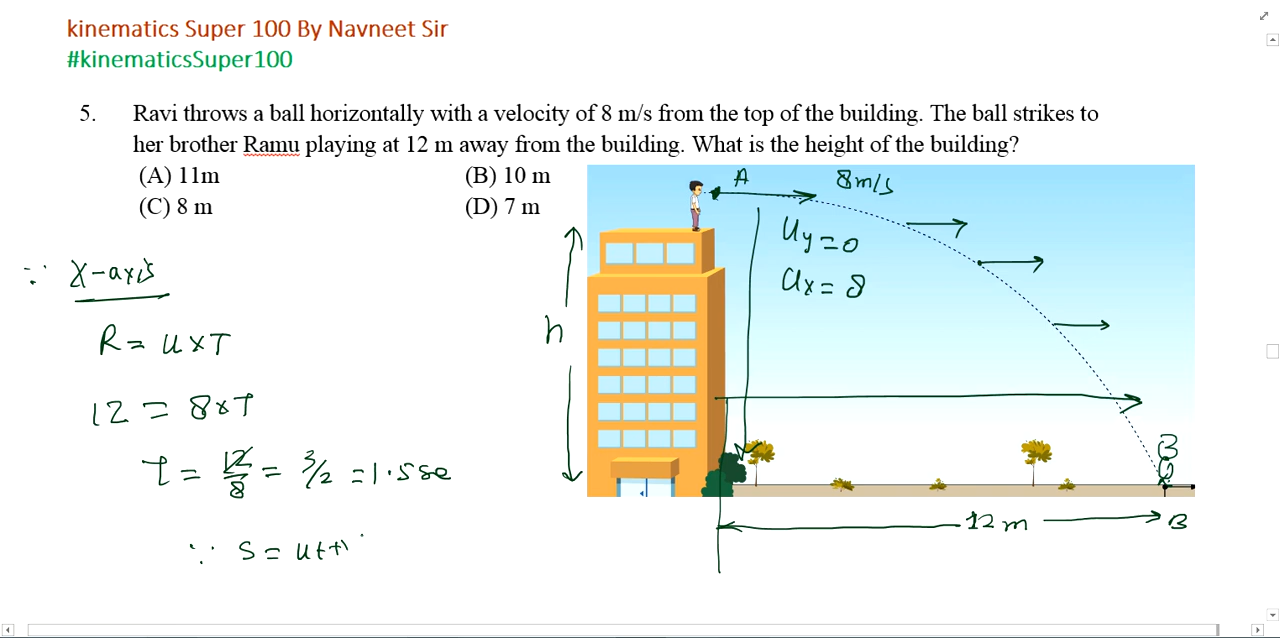 kinematics Super 100 By Navneet Sir
#kinematicsSuper100
5. Ravi throws a ball horizontally with a velocity of 8 m/s from the top of the building. The ball strikes to
her brother Ramu playing at 12 m away from the building. What is the height of the building?
(A) 11m (B) 10 m
(C) 8 m (D) 7 m
A 8m/s
uy=0
ux=8
∵ X-axis
R= u×T
h
12 = 8×T
t = 12/8 = 3/2 =1.5 se
B
12 m B
∵ s = ut+